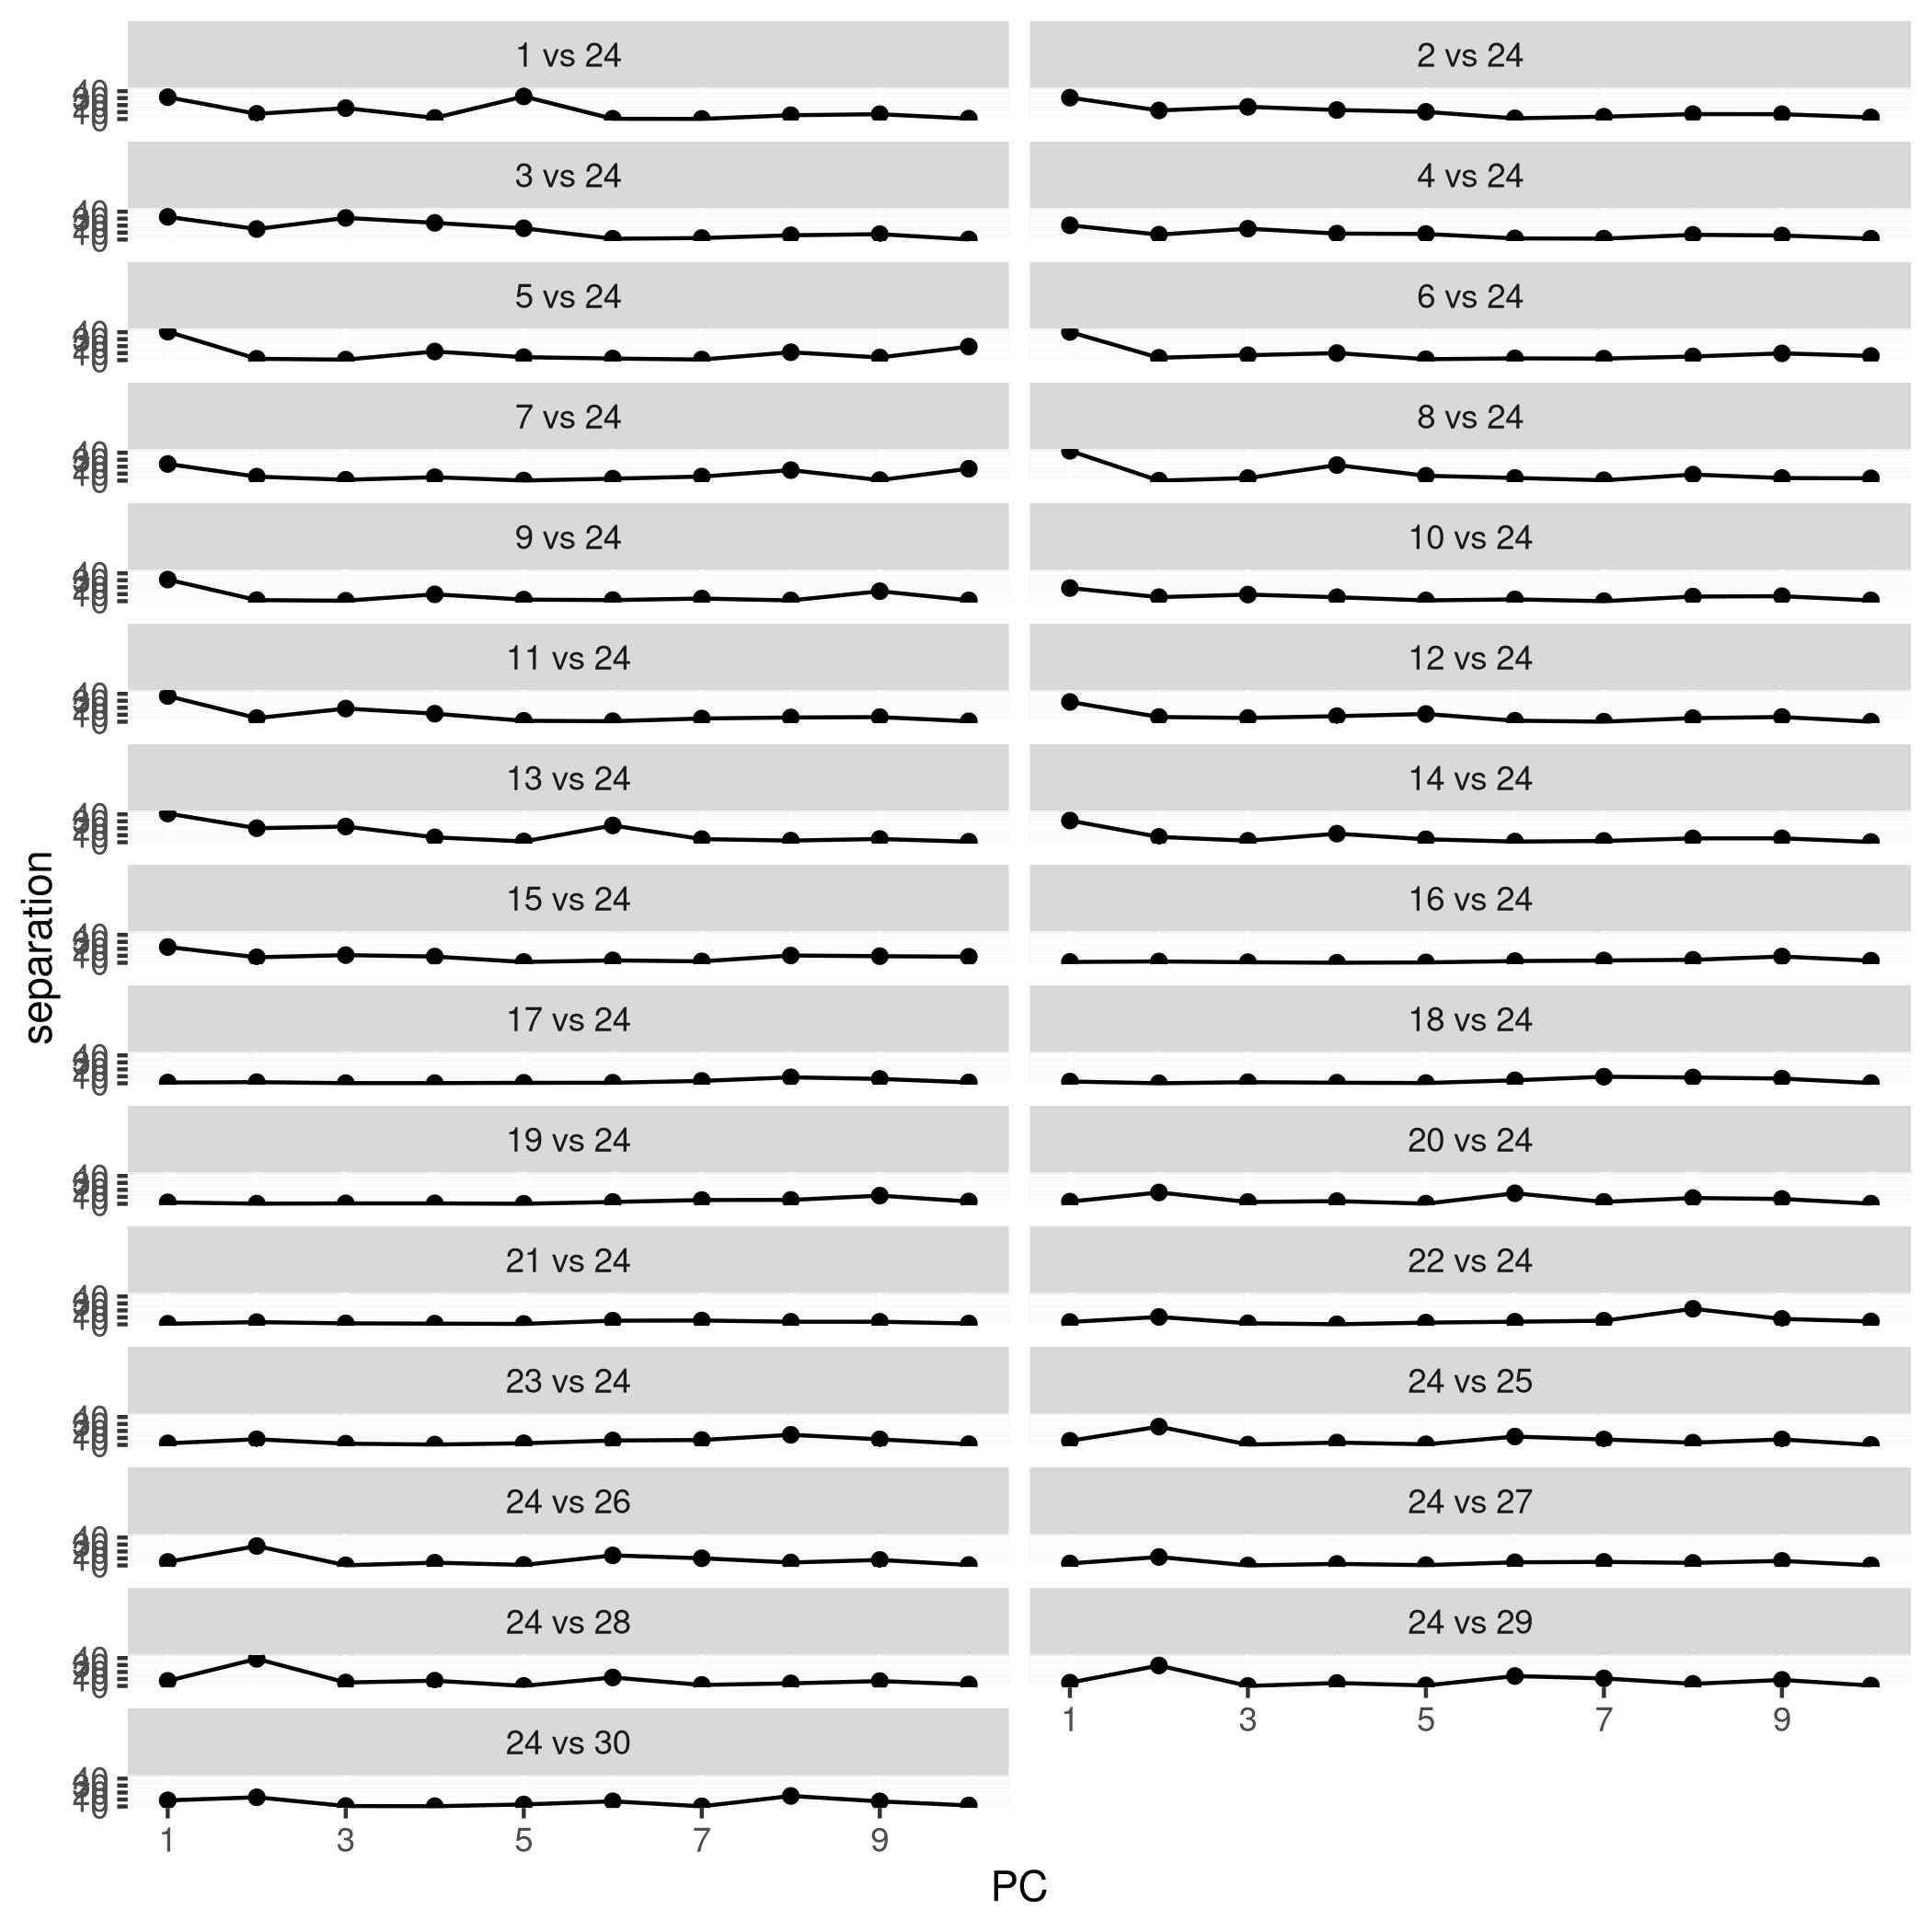 1 vs 24
2 vs 24
3 vs 24
4 vs 24
5 vs 24
6 vs 24
7 vs 24
8 vs 24
9 vs 24
10 vs 24
11 vs 24
12 vs 24
13 vs 24
14 vs 24
15 vs 24
16 vs 24
17 vs 24
18 vs 24
19 vs 24
20 vs 24
21 vs 24
22 vs 24
23 vs 24
24 vs 25
24 vs 26
24 vs 27
24 vs 28
24 vs 29
1 3 5 7 9
24 vs 30
1 3 5 7 9
separation
PC